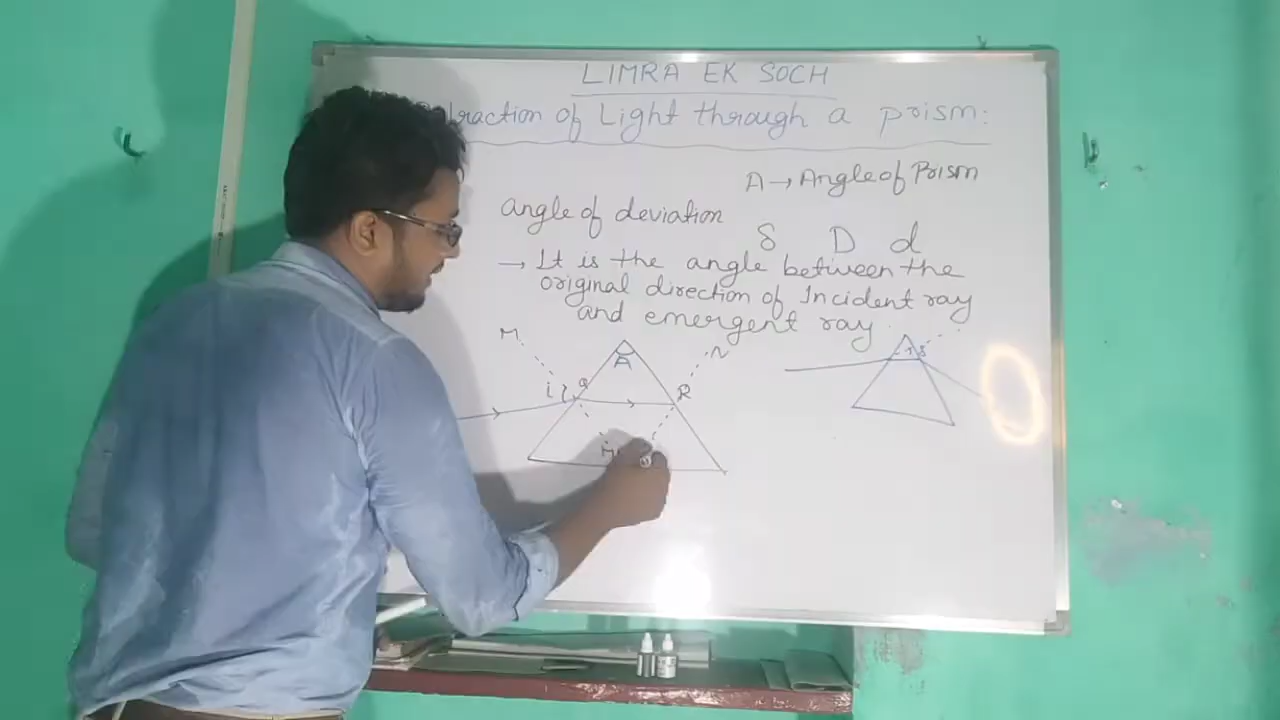 LIMRA EK SOCH
of Light through a prism:
A → Angle of Prism
angle of deviation
δ D d
→ It is the angle between the
original direction of Incident ray
and emergent ray
M
N
A
i Q R
M
δ